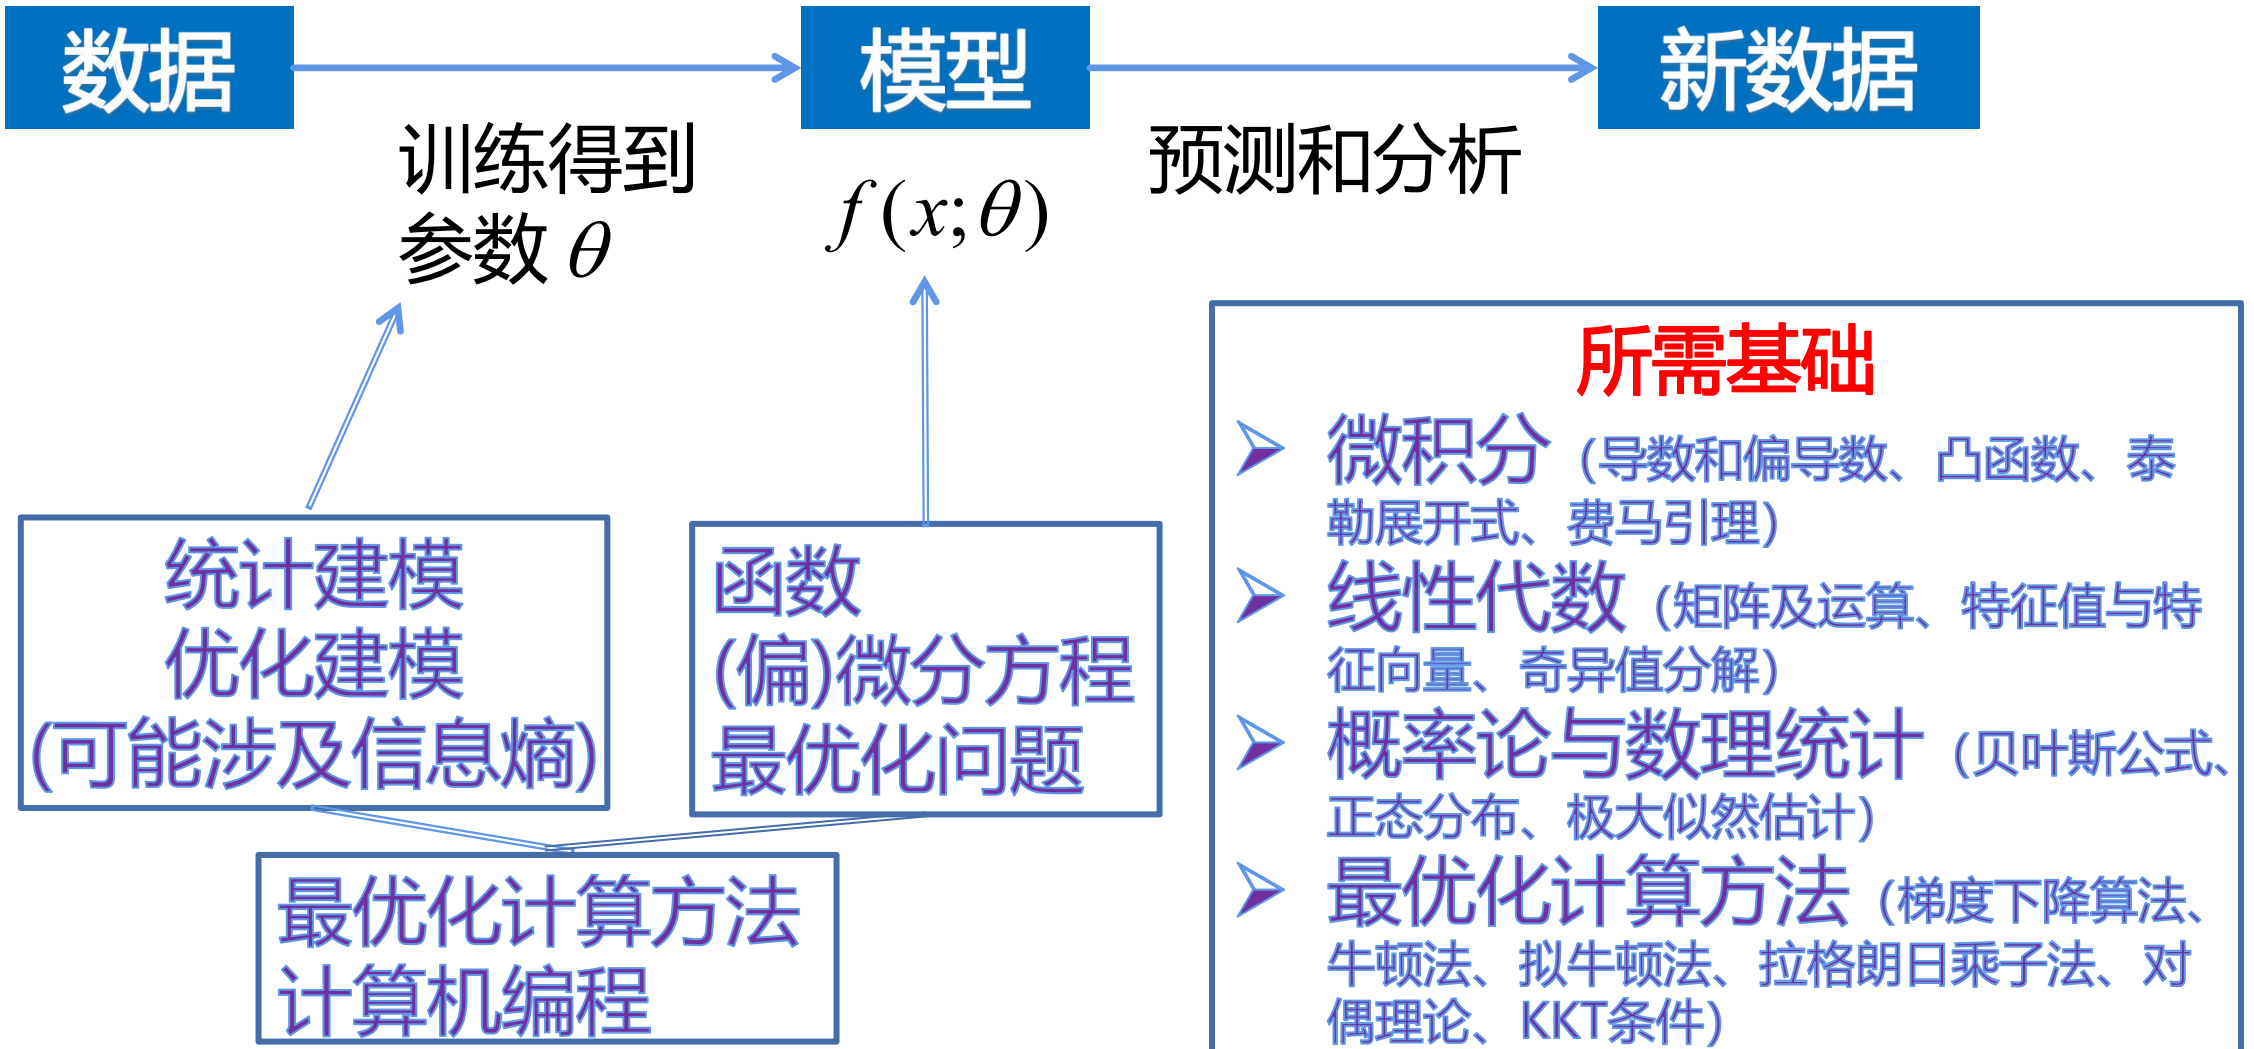 数据
模型
新数据
训练得到
参数 θ
f(x;θ)
预测和分析
统计建模
优化建模
(可能涉及信息熵)
函数
(偏)微分方程
最优化问题
最优化计算方法
计算机编程
所需基础
微积分（导数和偏导数、凸函数、泰
勒展开式、费马引理）
线性代数（矩阵及运算、特征值与特
征向量、奇异值分解）
概率论与数理统计（贝叶斯公式、
正态分布、极大似然估计）
最优化计算方法（梯度下降算法、
牛顿法、拟牛顿法、拉格朗日乘子法、对
偶理论、KKT条件）